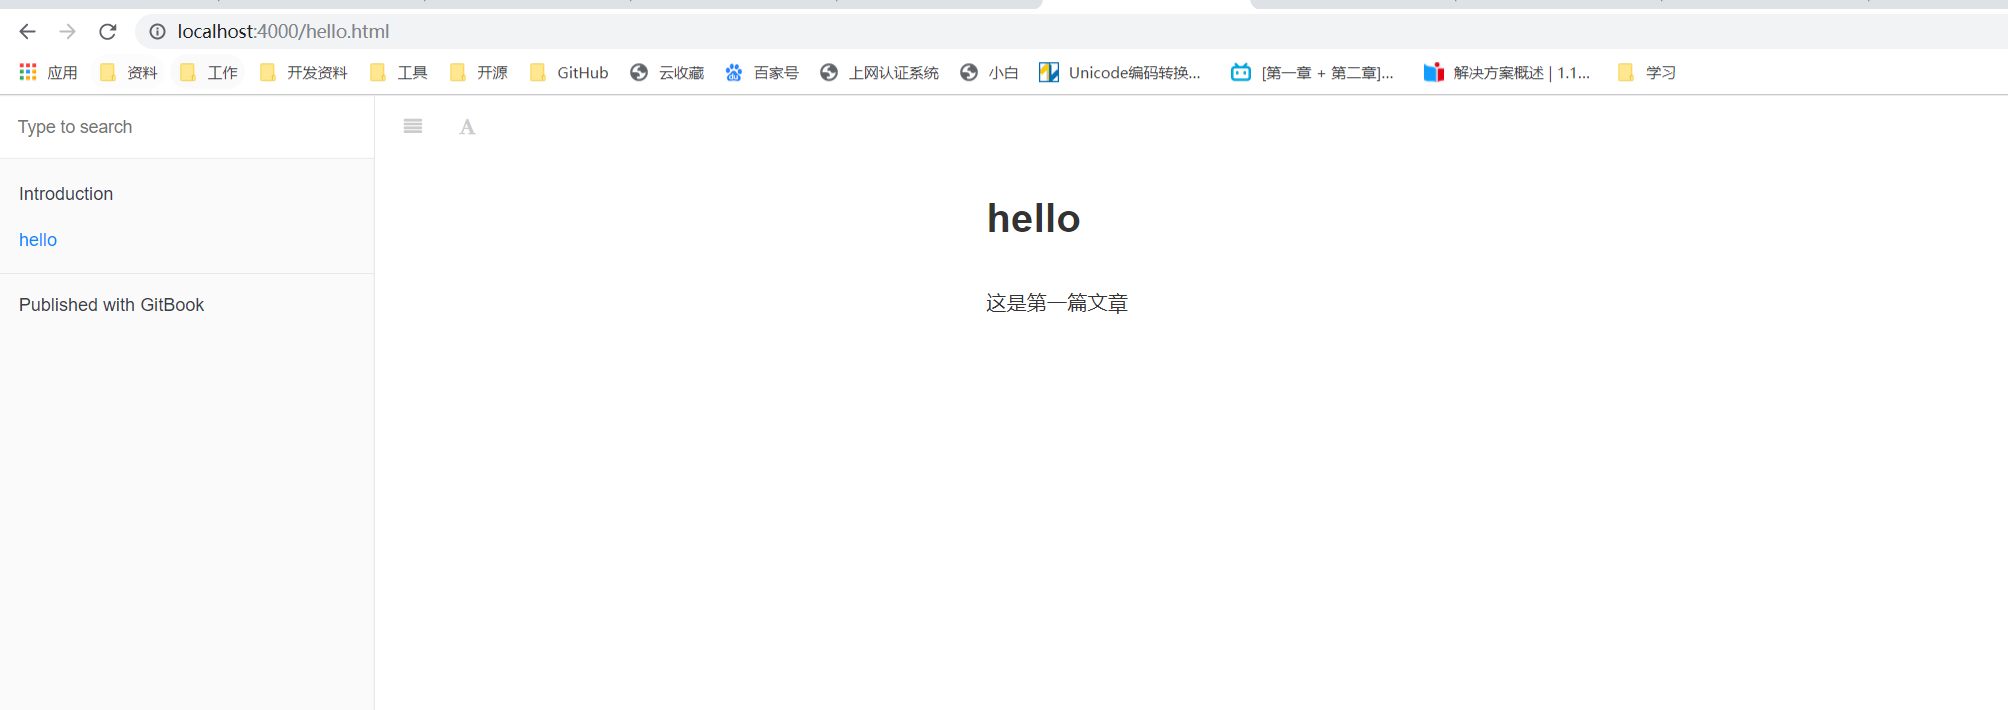 localhost:4000/hello.html
应用 资料 工作 开发资料 工具 开源 GitHub 云收藏 百家号 上网认证系统 小白 Unicode编码转换... [第一章 + 第二章]... 解决方案概述 | 1.1... 学习
Type to search
A
Introduction
hello
Published with GitBook
hello
这是第一篇文章